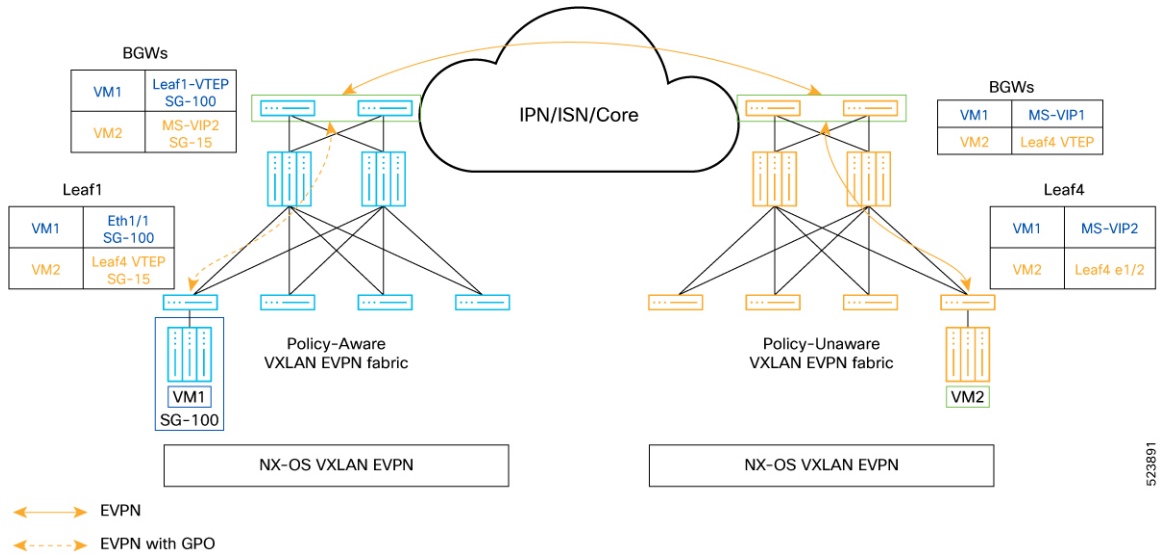 BGWs
VM1 Leaf1-VTEP
SG-100
VM2 MS-VIP2
SG-15
IPN/ISN/Core
BGWs
VM1 MS-VIP1
VM2 Leaf4 VTEP
Leaf1
VM1 Eth1/1
SG-100
VM2 Leaf4 VTEP
SG-15
Leaf4
VM1 MS-VIP2
VM2 Leaf4 e1/2
Policy-Aware
VXLAN EVPN fabric
Policy-Unaware
VXLAN EVPN fabric
VM1
SG-100
VM2
NX-OS VXLAN EVPN
NX-OS VXLAN EVPN
523891
EVPN
EVPN with GPO